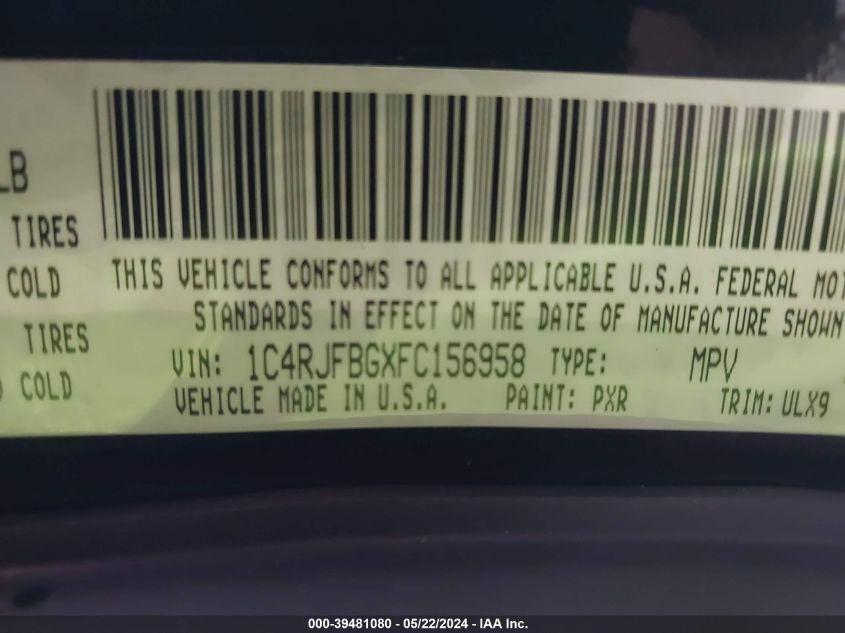 LB
TIRES
COLD
TIRES
COLD
THIS VEHICLE CONFORMS TO ALL APPLICABLE U.S.A. FEDERAL MOT
STANDARDS IN EFFECT ON THE DATE OF MANUFACTURE SHOWN
VIN: 1C4RJFBGXFC156958 TYPE: MPV
VEHICLE MADE IN U.S.A. PAINT: PXR TRIM: ULX9
000-39481080 - 05/22/2024 - IAA Inc.